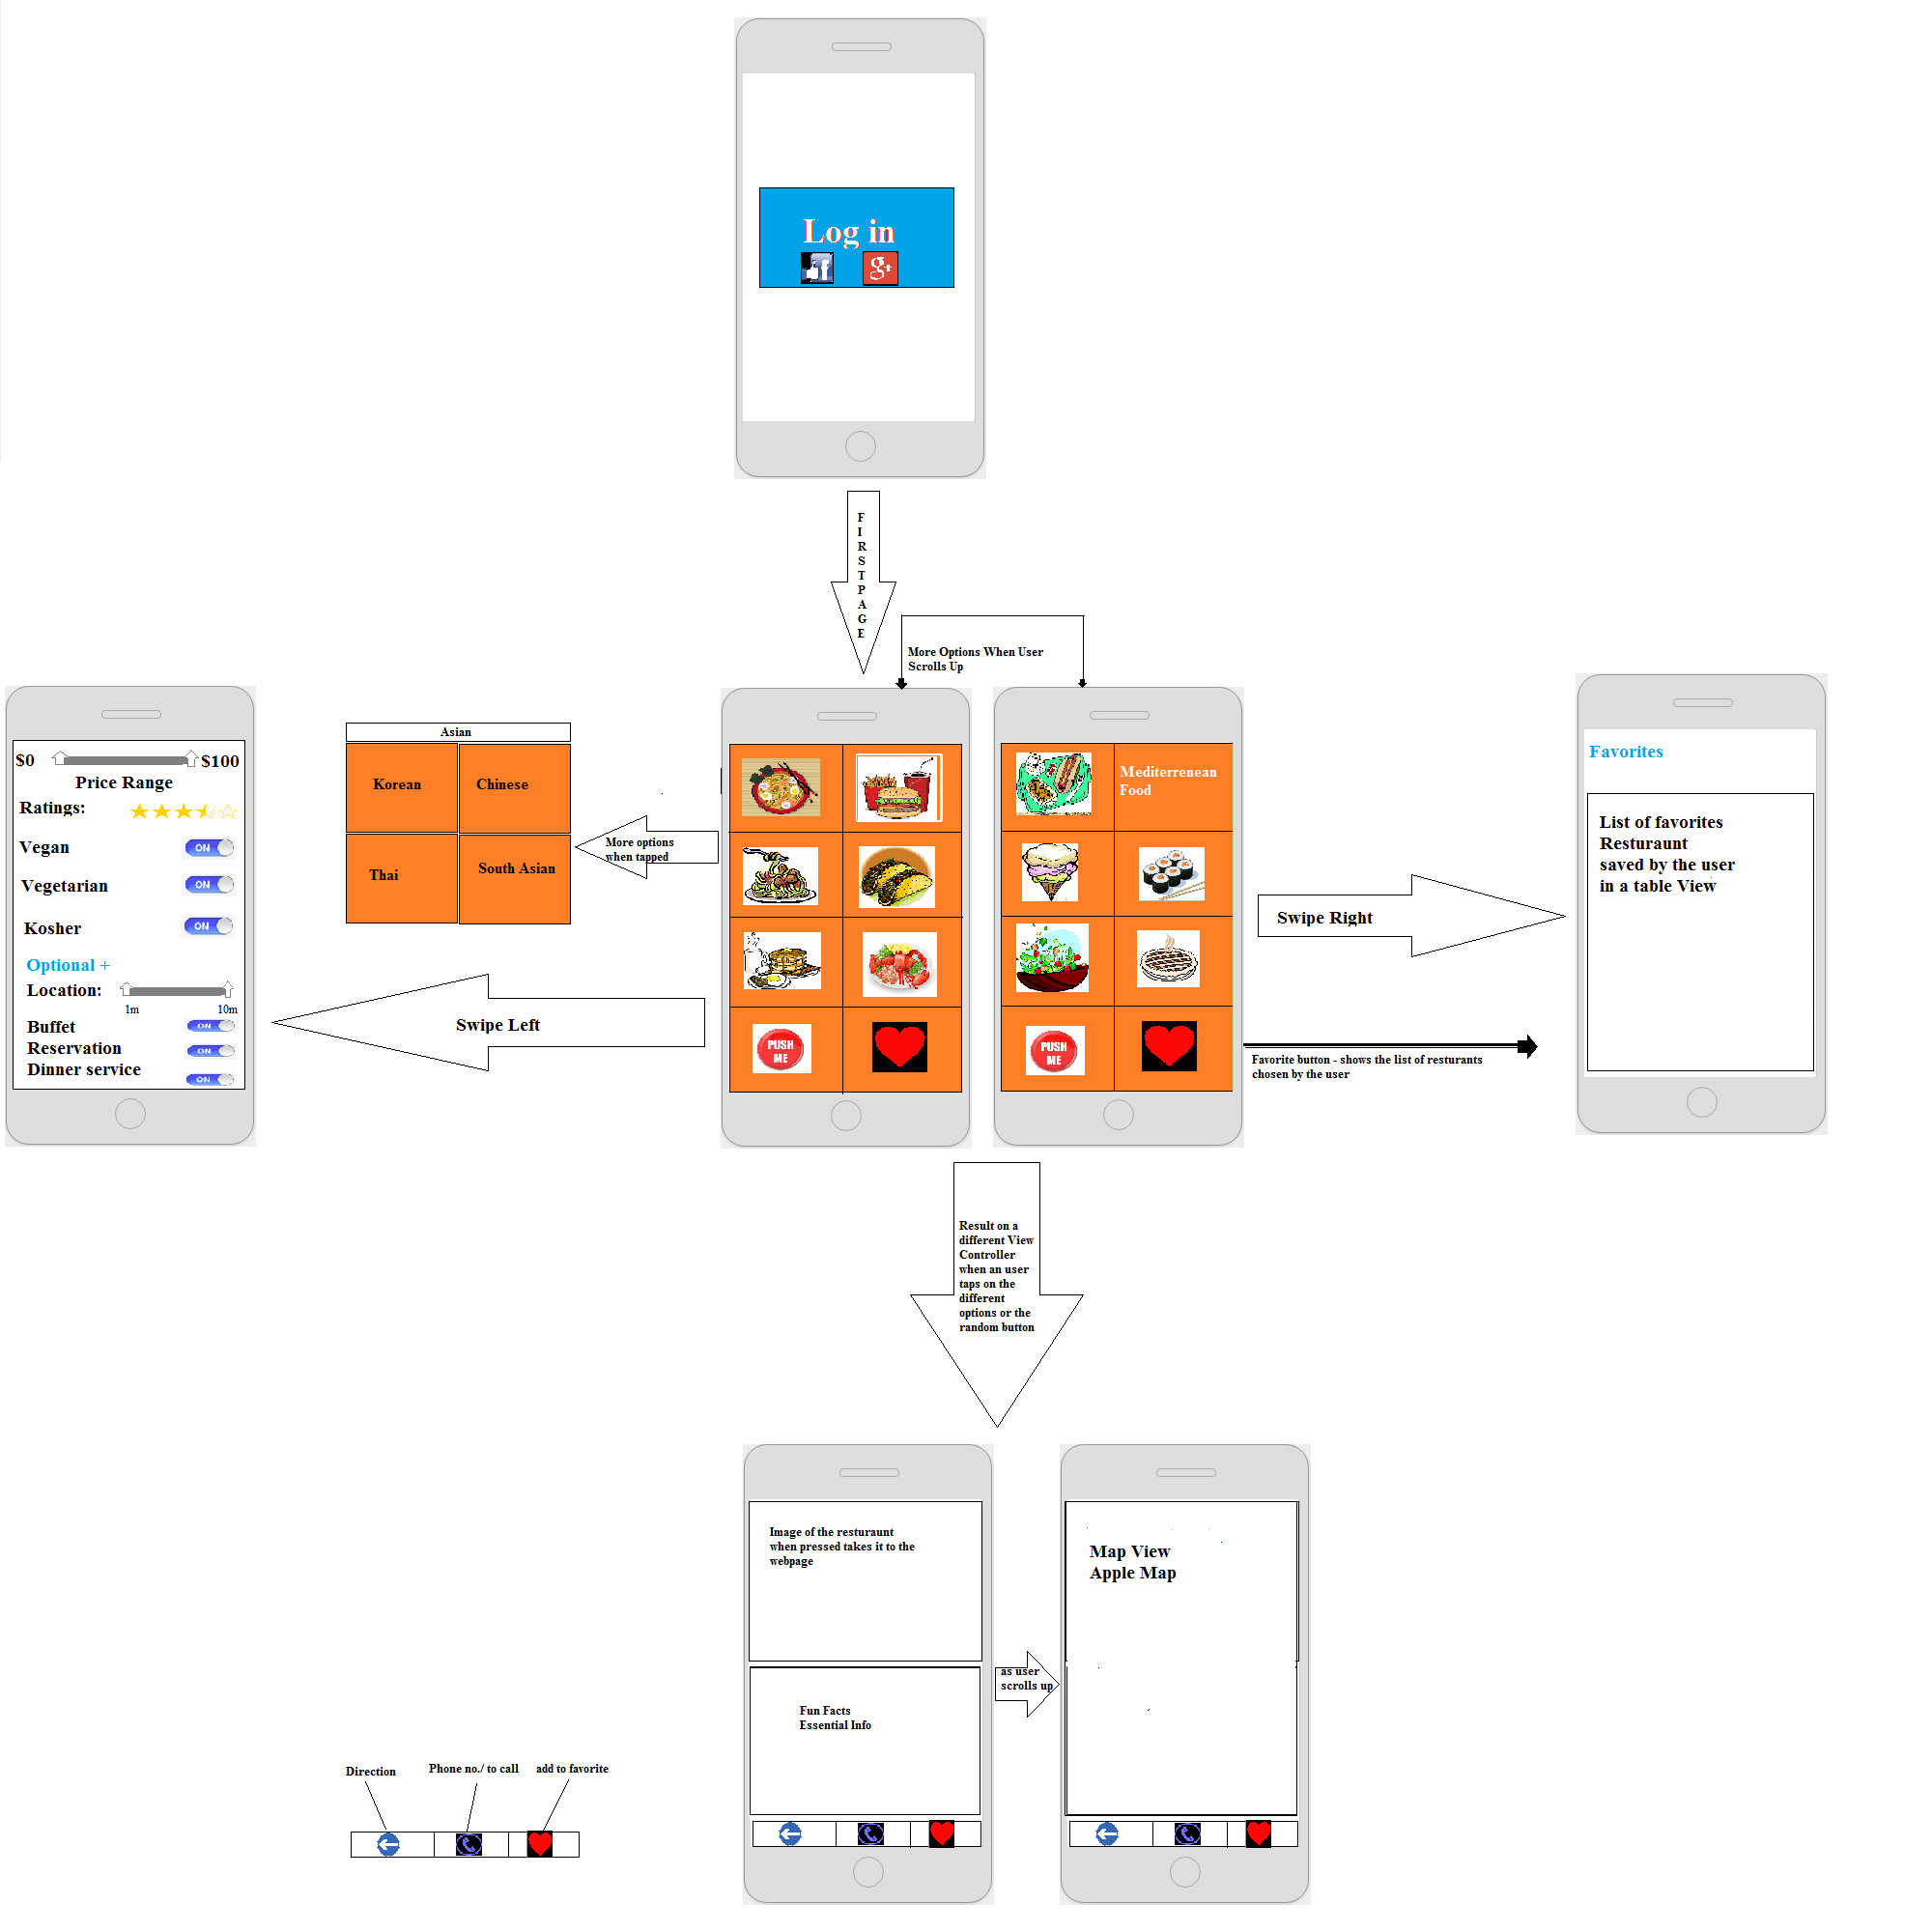 Log in
f
g+
F
I
R
S
T
P
A
G
E
More Options When User
Scrolls Up
$0
$100
Price Range
Ratings:
Vegan
ON
Vegetarian
ON
Kosher
ON
Optional +
Location:
1m
10m
Buffet
ON
Reservation
ON
Dinner service
ON
Asian
Korean
Chinese
Thai
South Asian
More options
when tapped
Swipe Left
PUSH
ME
Mediterrenean
Food
PUSH
ME
Swipe Right
Favorite button - shows the list of resturants
chosen by the user
Favorites
List of favorites
Resturaunt
saved by the user
in a table View
Result on a
different View
Controller
when an user
taps on the
different
options or the
random button
Image of the resturaunt
when pressed takes it to the
webpage
Fun Facts
Essential Info
as user
scrolls up
Map View
Apple Map
Direction
Phone no./ to call
add to favorite